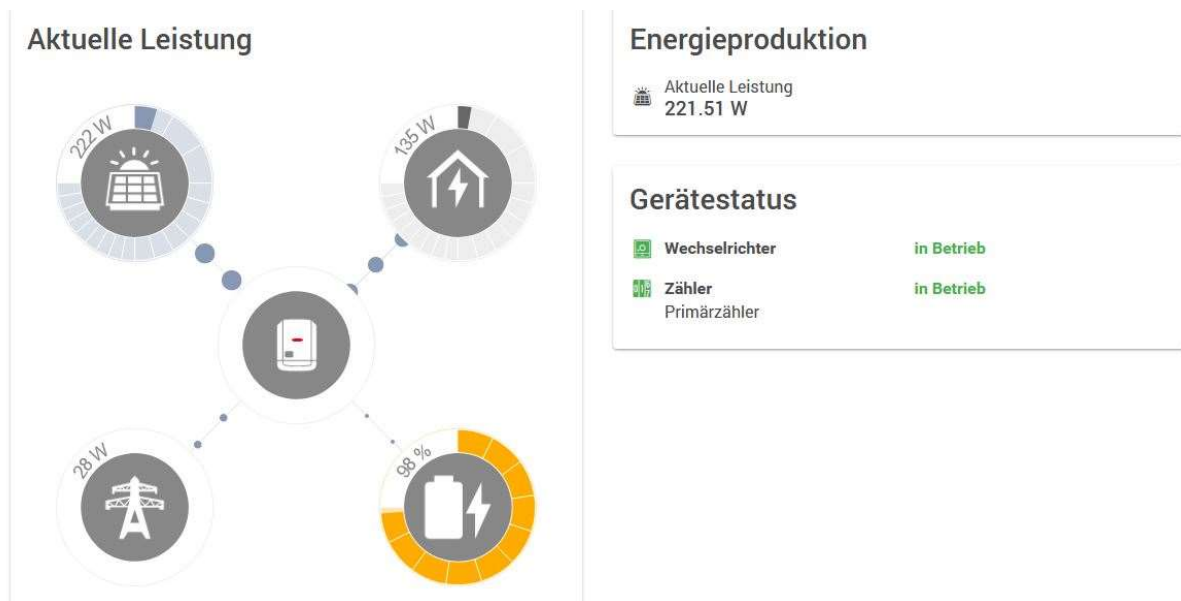 Aktuelle Leistung
222 W
135 W
28 W
98 %
Energieproduktion
Aktuelle Leistung
221.51 W
Gerätestatus
Wechselrichter in Betrieb
Zähler in Betrieb
Primärzähler